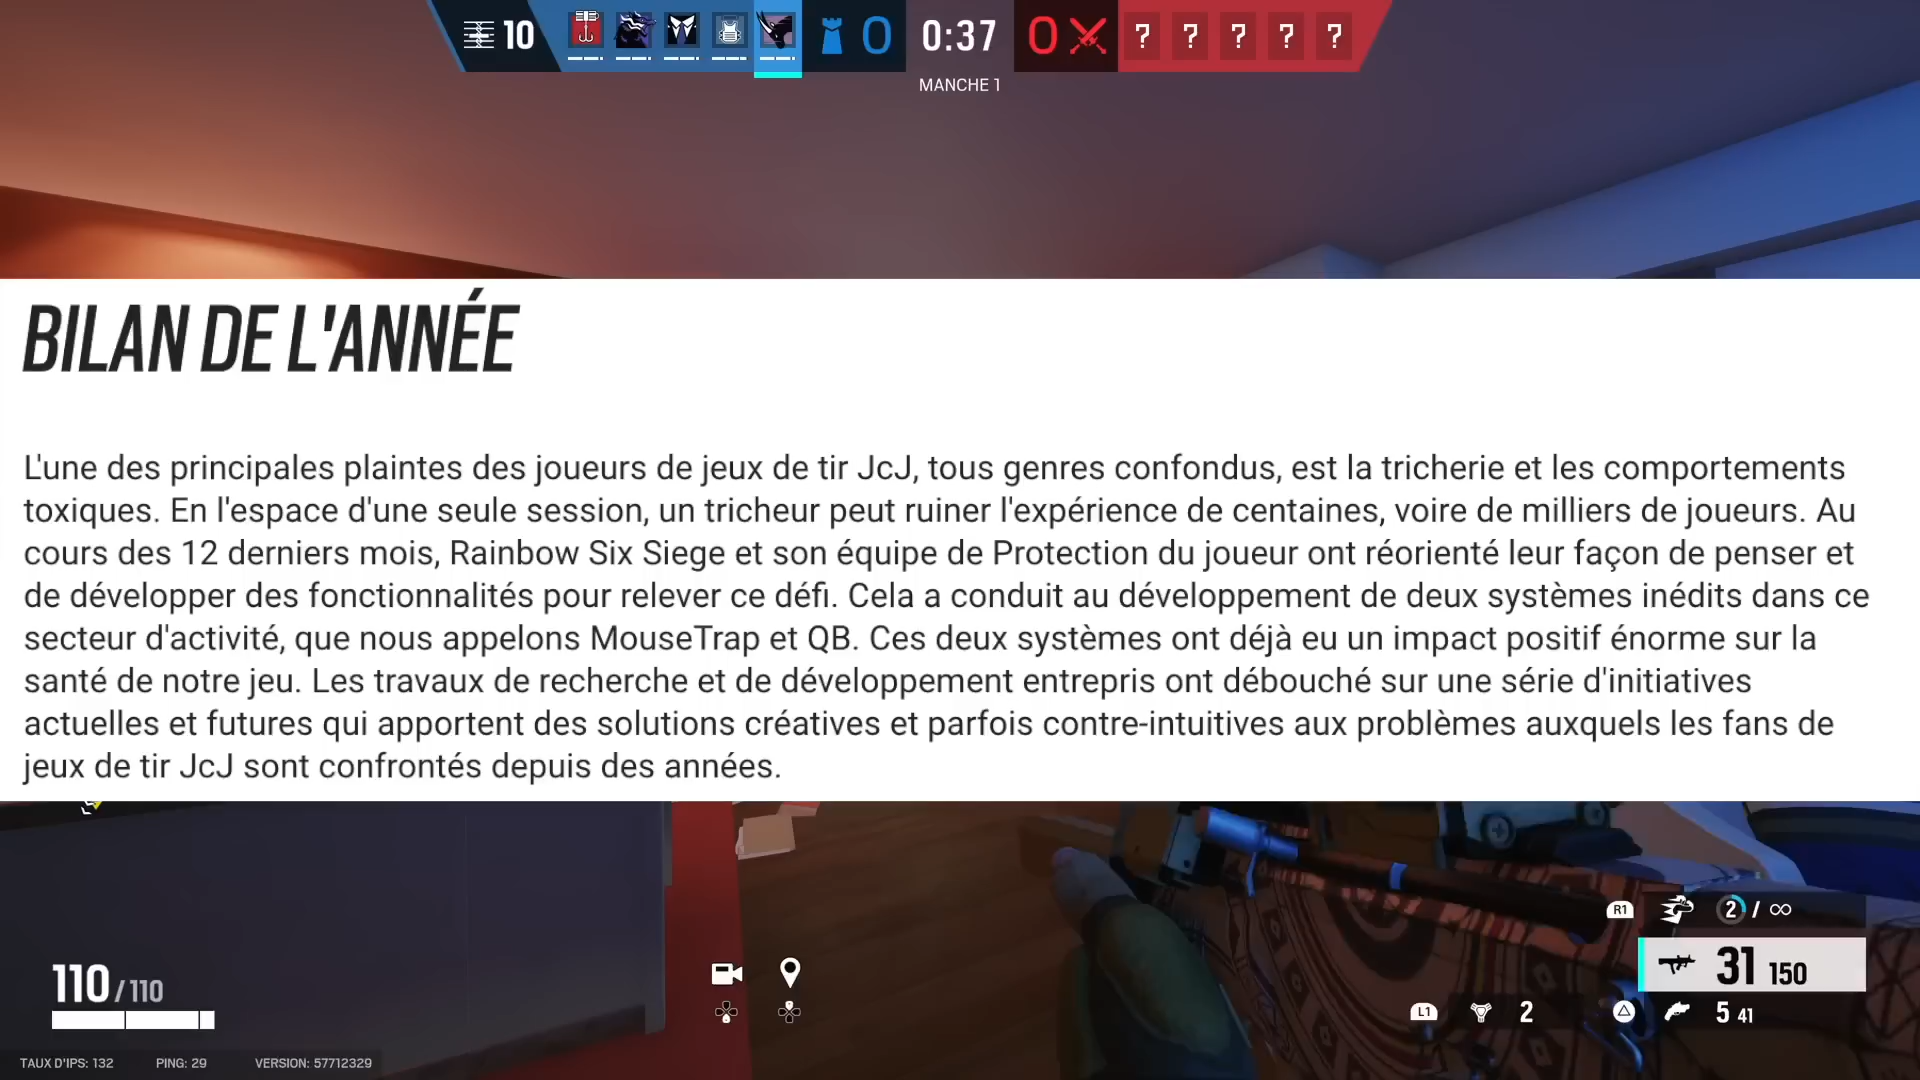 10
0
0:37
0
? ? ? ? ?
MANCHE 1
BILAN DE L'ANNÉE
L'une des principales plaintes des joueurs de jeux de tir JcJ, tous genres confondus, est la tricherie et les comportements
toxiques. En l'espace d'une seule session, un tricheur peut ruiner l'expérience de centaines, voire de milliers de joueurs. Au
cours des 12 derniers mois, Rainbow Six Siege et son équipe de Protection du joueur ont réorienté leur façon de penser et
de développer des fonctionnalités pour relever ce défi. Cela a conduit au développement de deux systèmes inédits dans ce
secteur d'activité, que nous appelons MouseTrap et QB. Ces deux systèmes ont déjà eu un impact positif énorme sur la
santé de notre jeu. Les travaux de recherche et de développement entrepris ont débouché sur une série d'initiatives
actuelles et futures qui apportent des solutions créatives et parfois contre-intuitives aux problèmes auxquels les fans de
jeux de tir JcJ sont confrontés depuis des années.
R1 2 / ∞
31 150
110 / 110
L1 2 5 41
TAUX D'IPS: 132 PING: 29 VERSION: 57712329